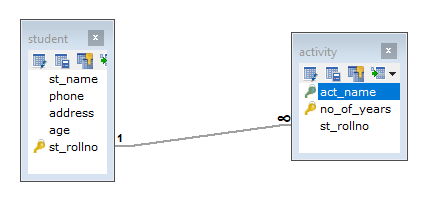 student
x
st_name
phone
address
age
st_rollno
1
∞
activity
x
act_name
no_of_years
st_rollno